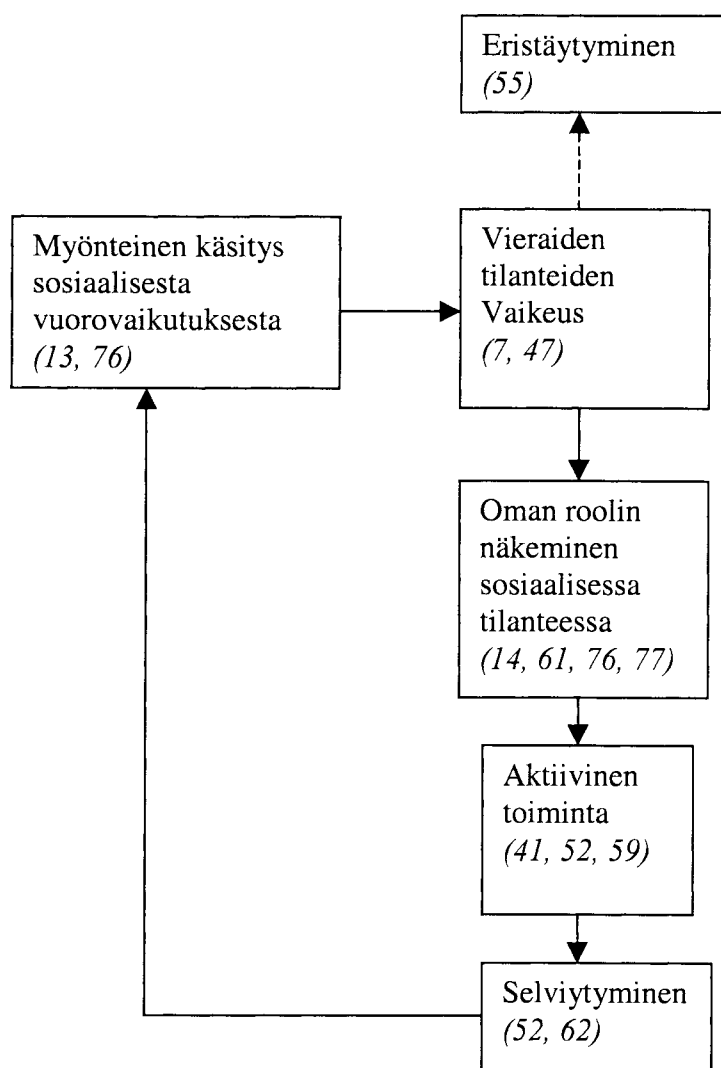 Eristäytyminen
(55)
Myönteinen käsitys
sosiaalisesta
vuorovaikutuksesta
(13, 76)
Vieraiden
tilanteiden
Vaikeus
(7, 47)
Oman roolin
näkeminen
sosiaalisessa
tilanteessa
(14, 61, 76, 77)
Aktiivinen
toiminta
(41, 52, 59)
Selviytyminen
(52, 62)